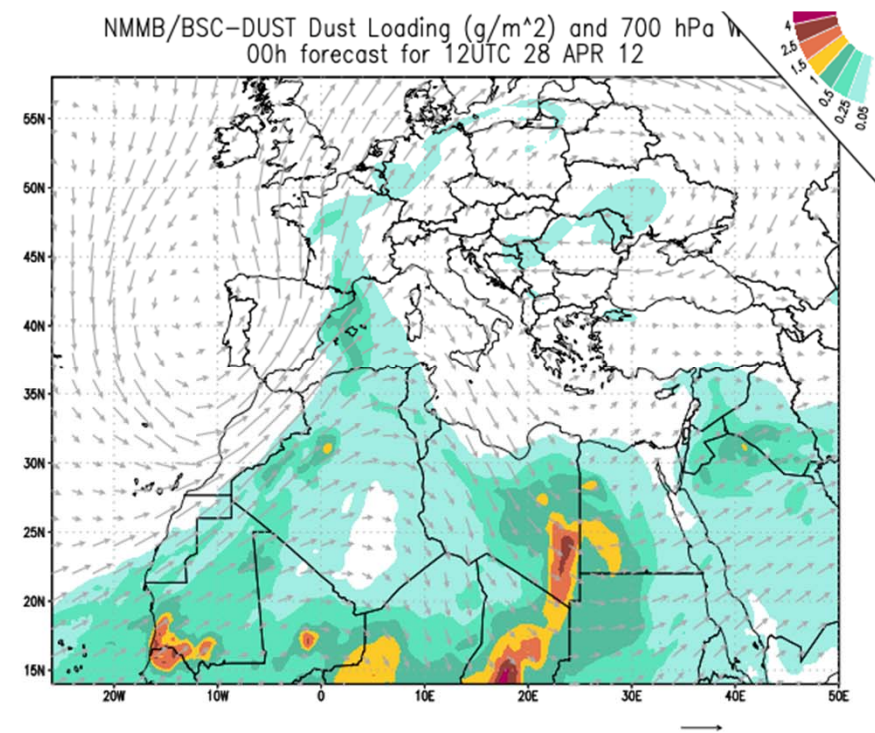 NMMB/BSC-DUST Dust Loading (g/m^2) and 700 hPa W
00h forecast for 12UTC 28 APR 12
4
2.5
1.5
1
0.5
0.25
0.05
55N
50N
45N
40N
35N
30N
25N
20N
15N
20W 10W 0 10E 20E 30E 40E 50E